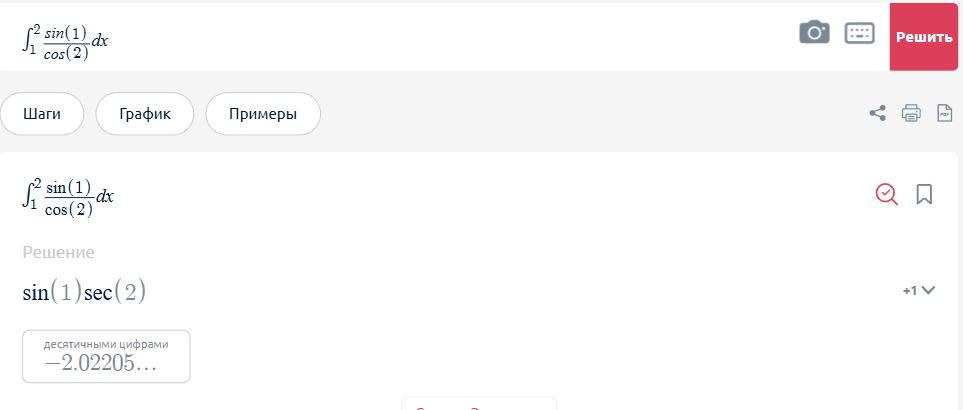 ∫₁² sin(1)/cos(2) dx
Решить
Шаги График Примеры
PDF
∫₁² sin(1)/cos(2) dx
Решение
sin(1)sec(2)
+1
десятичными цифрами
−2.02205…